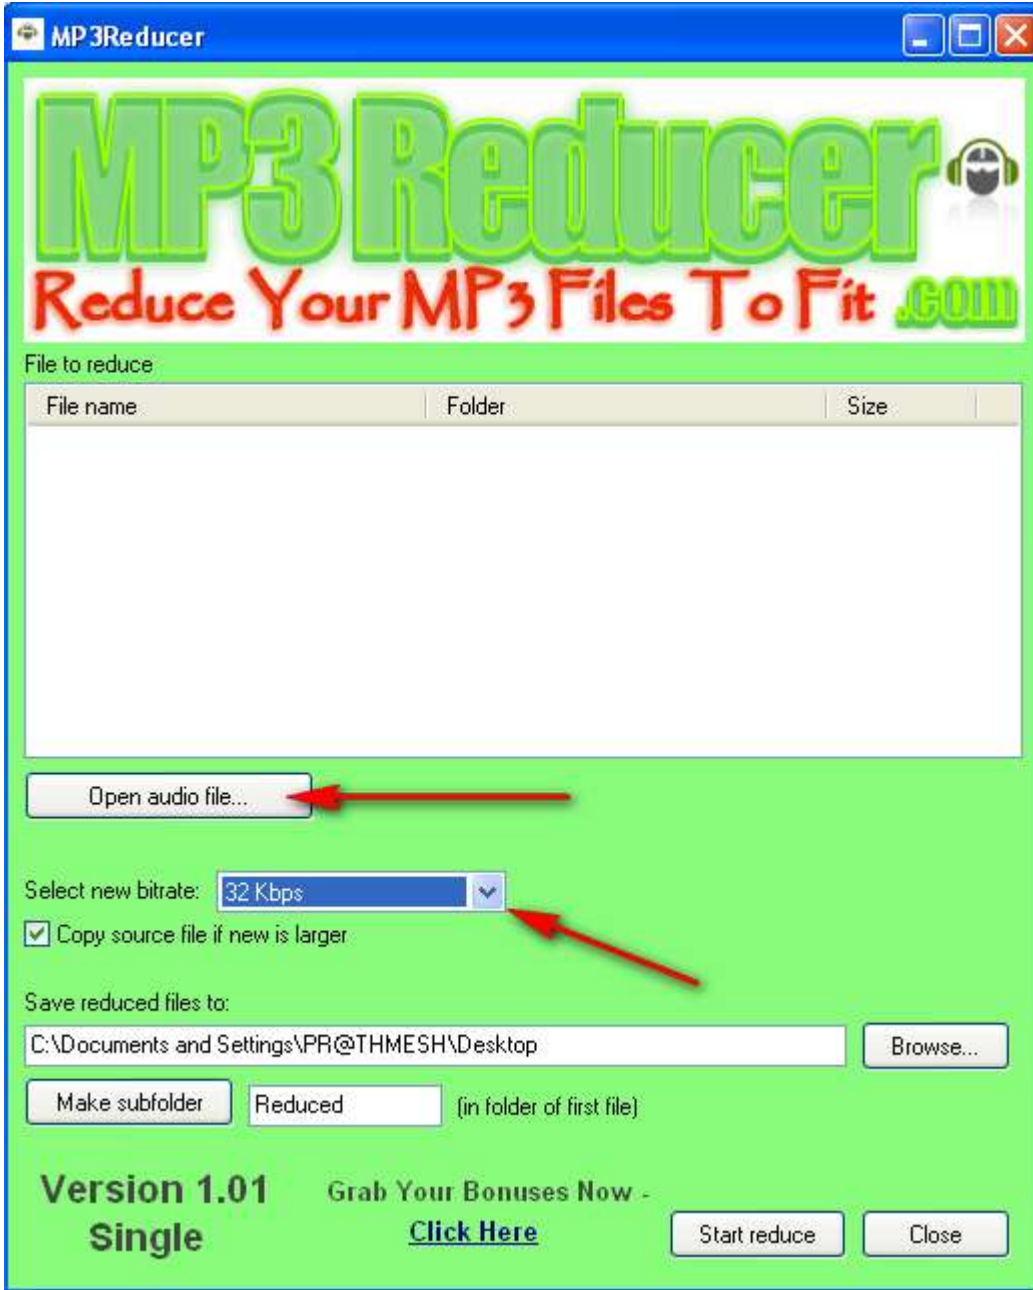 MP3Reducer
MP3 Reducer
Reduce Your MP3 Files To Fit .com
File to reduce
File name Folder Size
Open audio file...
Select new bitrate: 32 Kbps
Copy source file if new is larger
Save reduced files to:
C:\Documents and Settings\PR@THMESH\Desktop Browse...
Make subfolder Reduced (in folder of first file)
Version 1.01
Single
Grab Your Bonuses Now -
Click Here
Start reduce Close